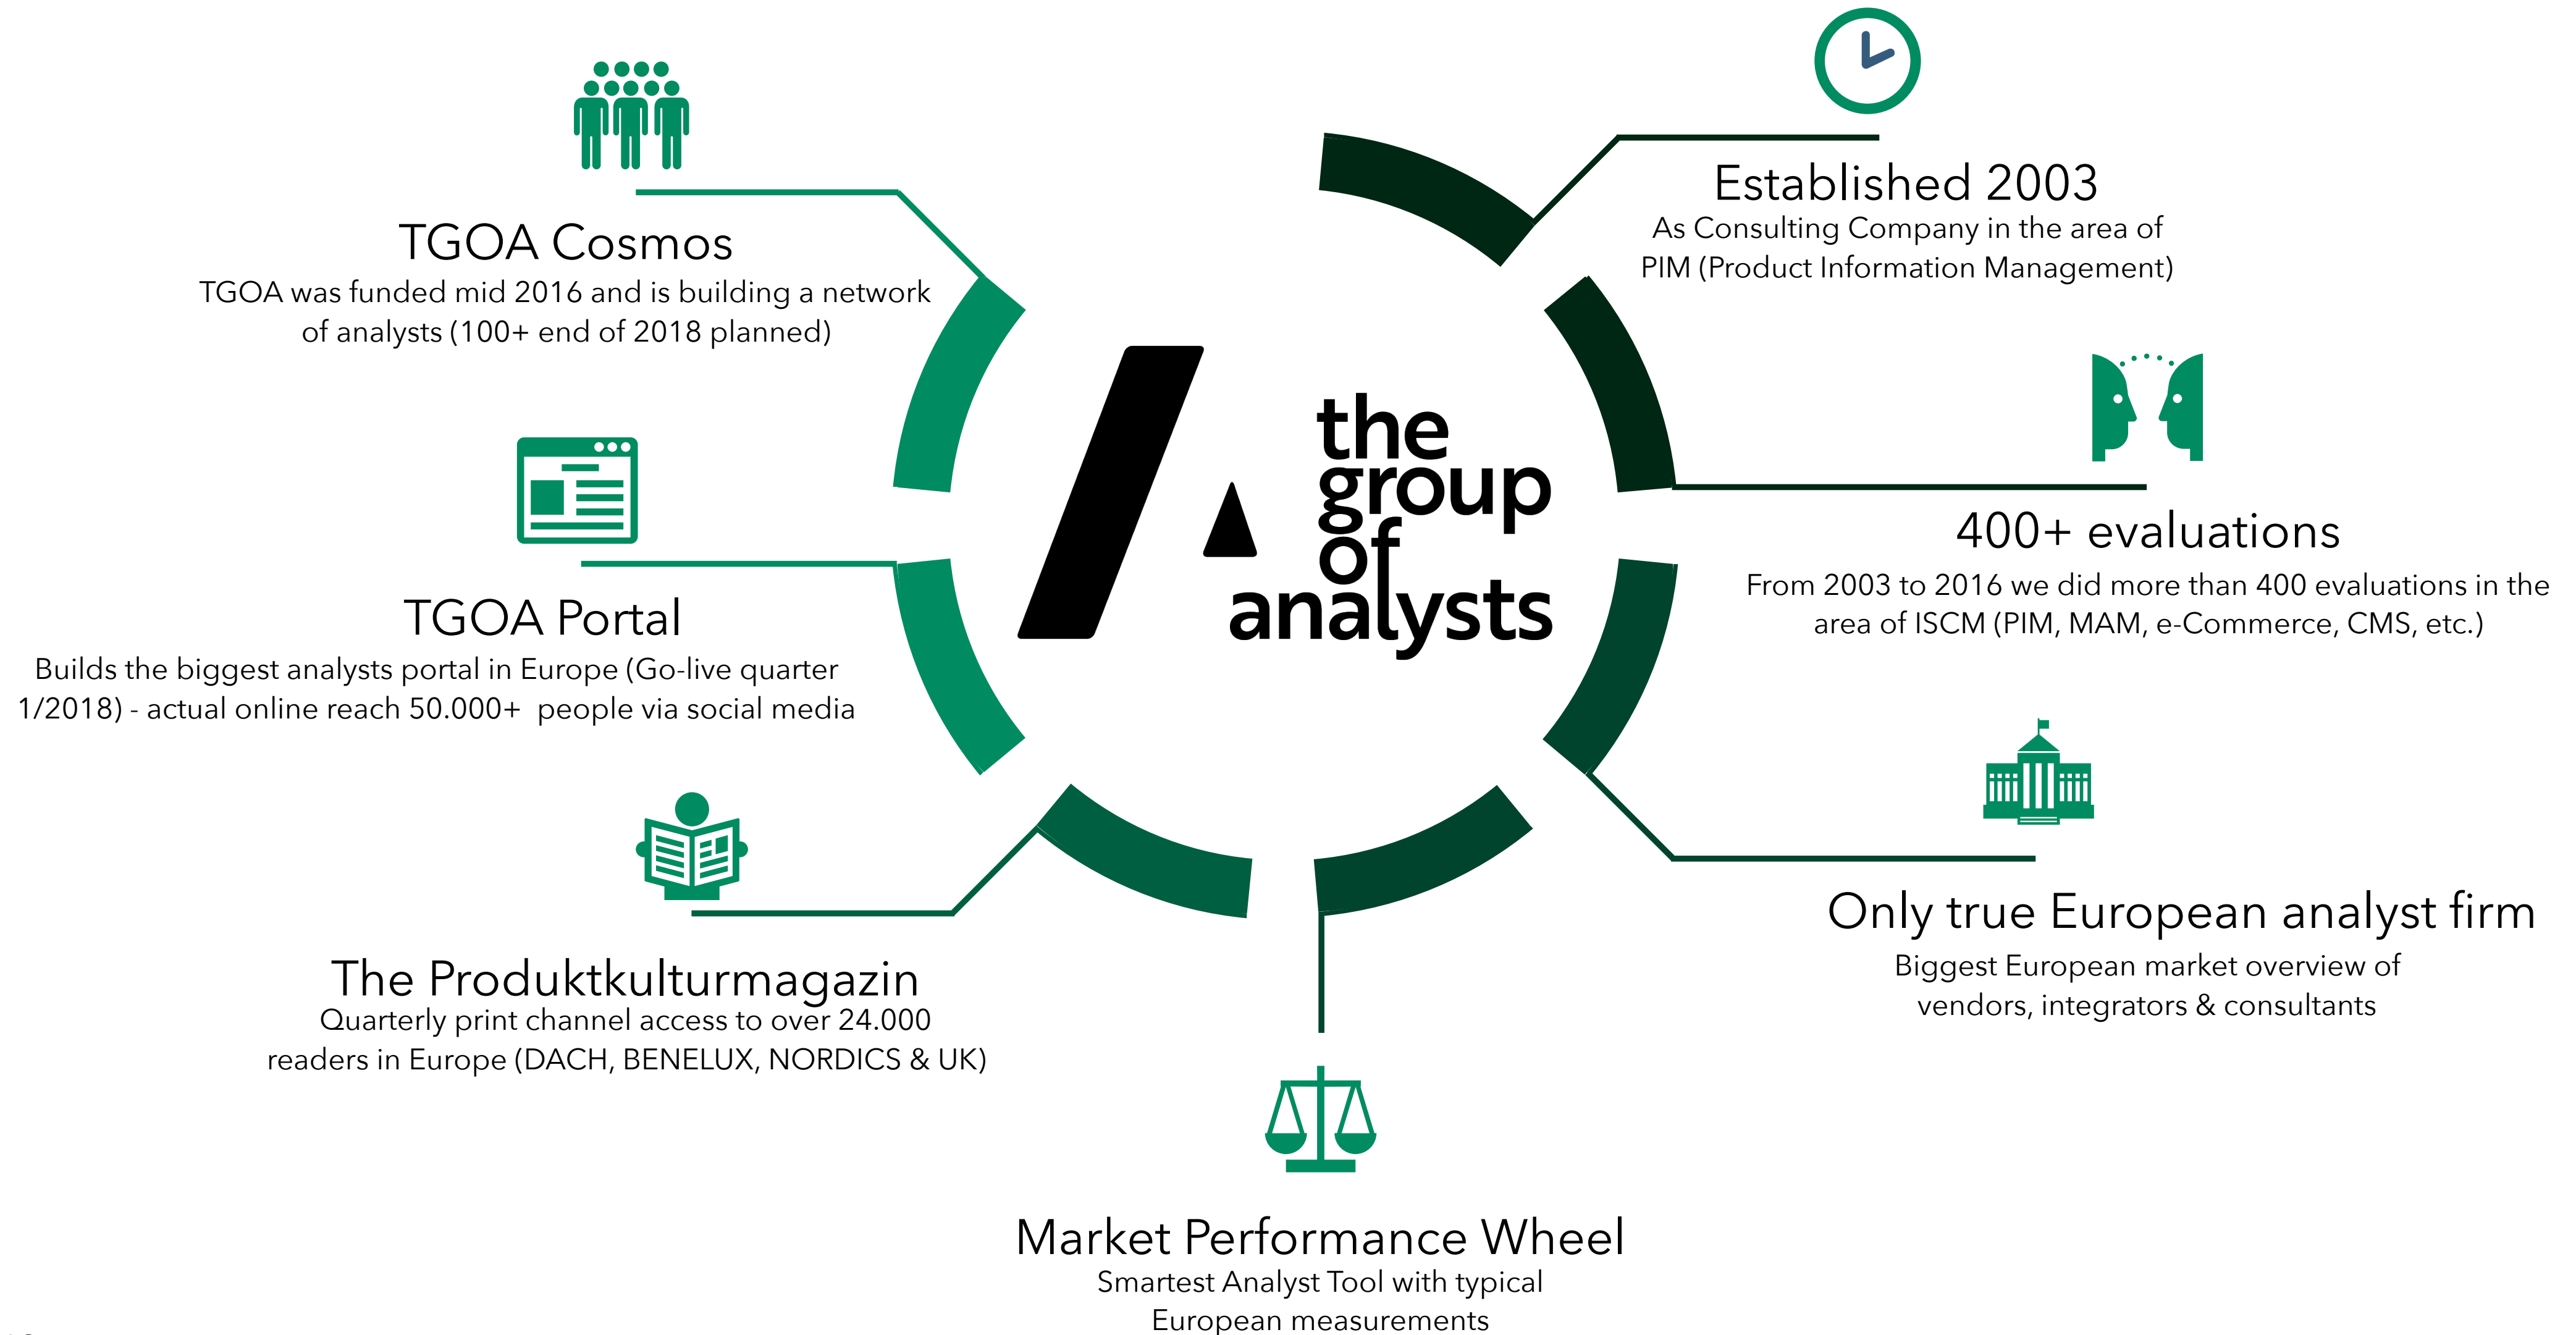 Established 2003
As Consulting Company in the area of
PIM (Product Information Management)
400+ evaluations
From 2003 to 2016 we did more than 400 evaluations in the
area of ISCM (PIM, MAM, e-Commerce, CMS, etc.)
Only true European analyst firm
Biggest European market overview of
vendors, integrators & consultants
Market Performance Wheel
Smartest Analyst Tool with typical
European measurements
The Produktkulturmagazin
Quarterly print channel access to over 24.000
readers in Europe (DACH, BENELUX, NORDICS & UK)
TGOA Portal
Builds the biggest analysts portal in Europe (Go-live quarter
1/2018) - actual online reach 50.000+  people via social media
TGOA Cosmos
TGOA was funded mid 2016 and is building a network
of analysts (100+ end of 2018 planned)
the
group
of
analysts